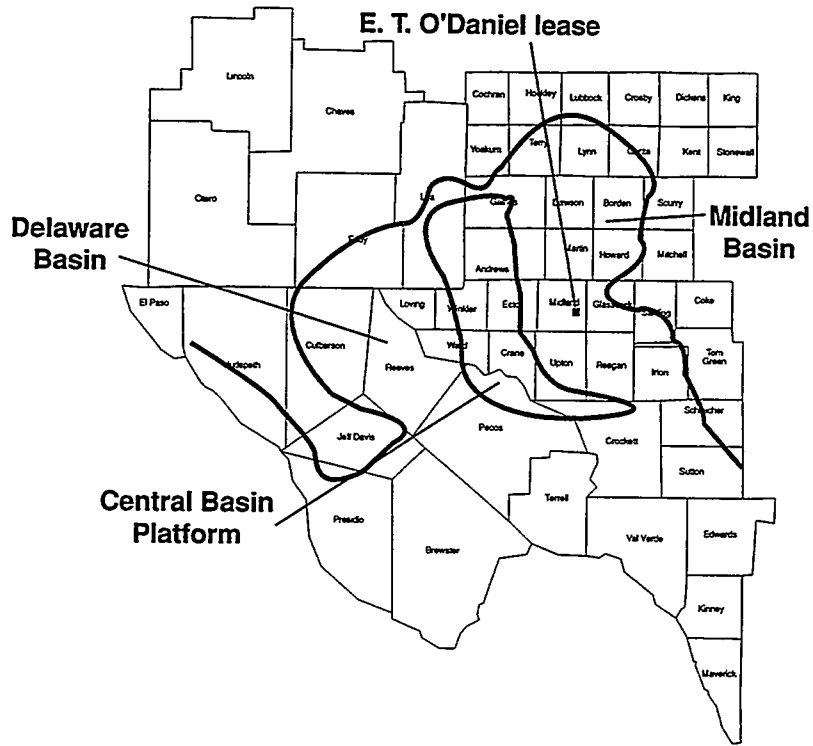 E. T. O'Daniel lease
Lincoln
Chaves
Cochran Hockley Lubbock Crosby Dickens King
Yoakum Terry Lynn Garza Kent Stonewall
Otero
Lea
Gaines Dawson Borden Scurry
Delaware
Basin
Midland
Basin
Eddy
Andrews Martin Howard Mitchell
El Paso
Loving Winkler Ector Midland Glasscock Sterling Coke
Hudspeth Culberson Reeves Ward Crane Upton Reagan Irion Tom
Green
Jeff Davis Pecos Crockett Schleicher
Sutton
Central Basin
Platform
Terrell
Presidio
Brewster
Val Verde
Edwards
Kinney
Maverick